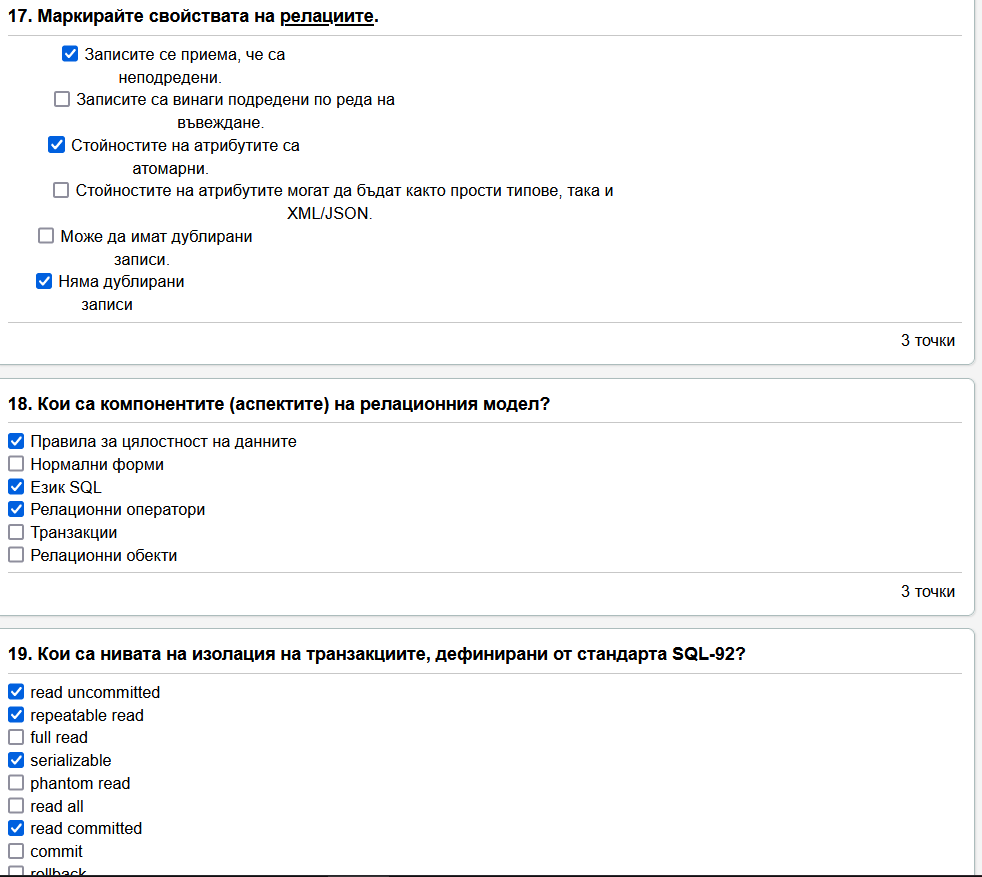 17. Маркирайте свойствата на релациите.
Записите се приема, че са
неподредени.
Записите са винаги подредени по реда на
въвеждане.
Стойностите на атрибутите са
атомарни.
Стойностите на атрибутите могат да бъдат както прости типове, така и
XML/JSON.
Може да имат дублирани
записи.
Няма дублирани
записи
3 точки
18. Кои са компонентите (аспектите) на релационния модел?
Правила за цялостност на данните
Нормални форми
Език SQL
Релационни оператори
Транзакции
Релационни обекти
3 точки
19. Кои са нивата на изолация на транзакциите, дефинирани от стандарта SQL-92?
read uncommitted
repeatable read
full read
serializable
phantom read
read all
read committed
commit
rollback